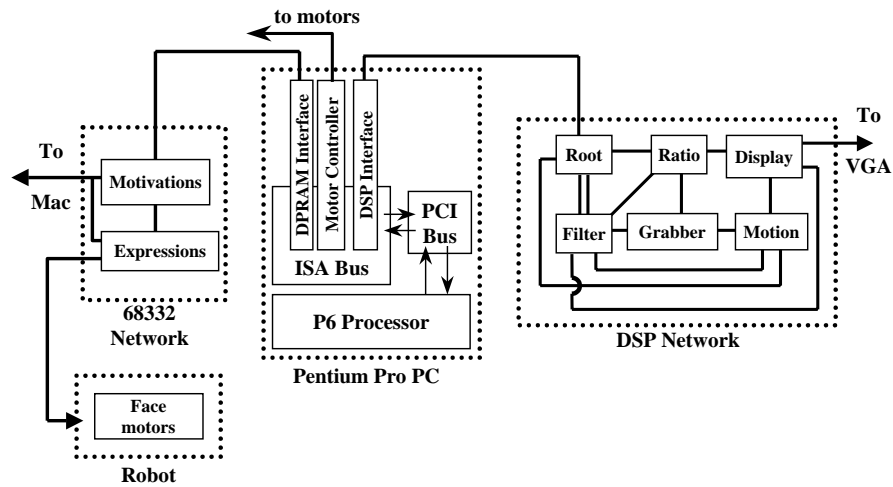 to motors
To
Mac
Motivations
Expressions
68332
Network
Face
motors
Robot
DPRAM Interface
Motor Controller
DSP Interface
ISA Bus
PCI
Bus
P6 Processor
Pentium Pro PC
Root
Ratio
Display
Filter
Grabber
Motion
DSP Network
To
VGA